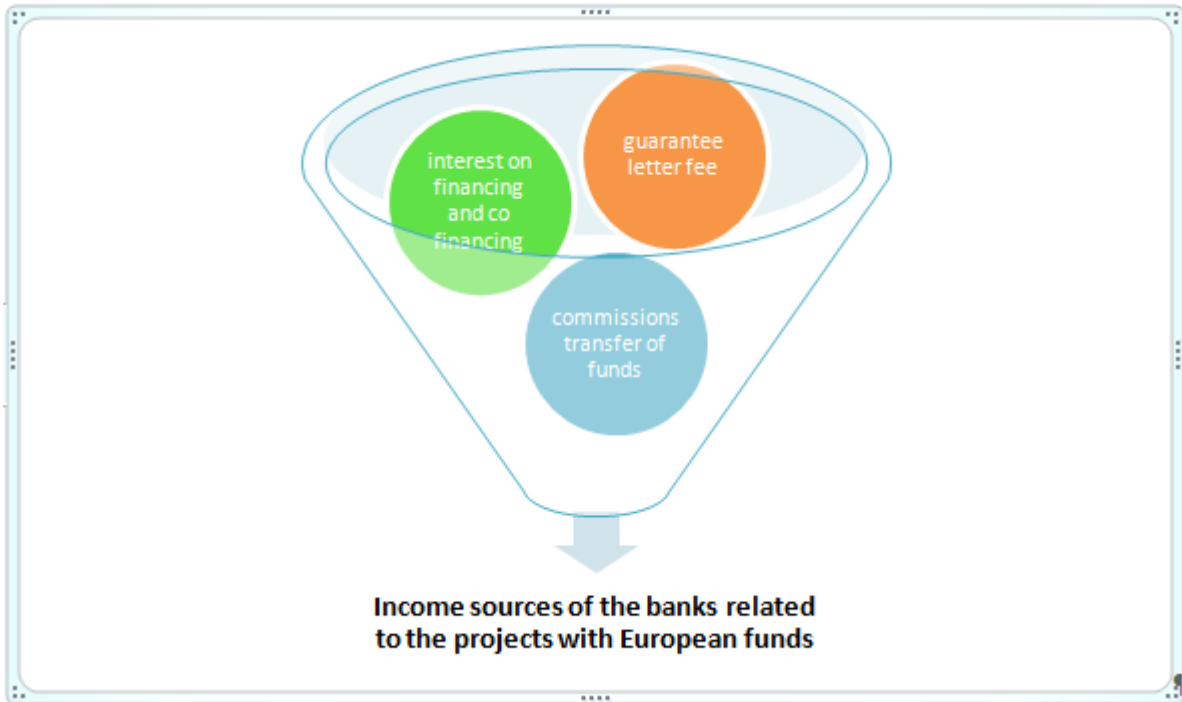 guarantee
letter fee
interest on
financing
and co
financing
commissions
transfer of
funds
Income sources of the banks related
to the projects with European funds